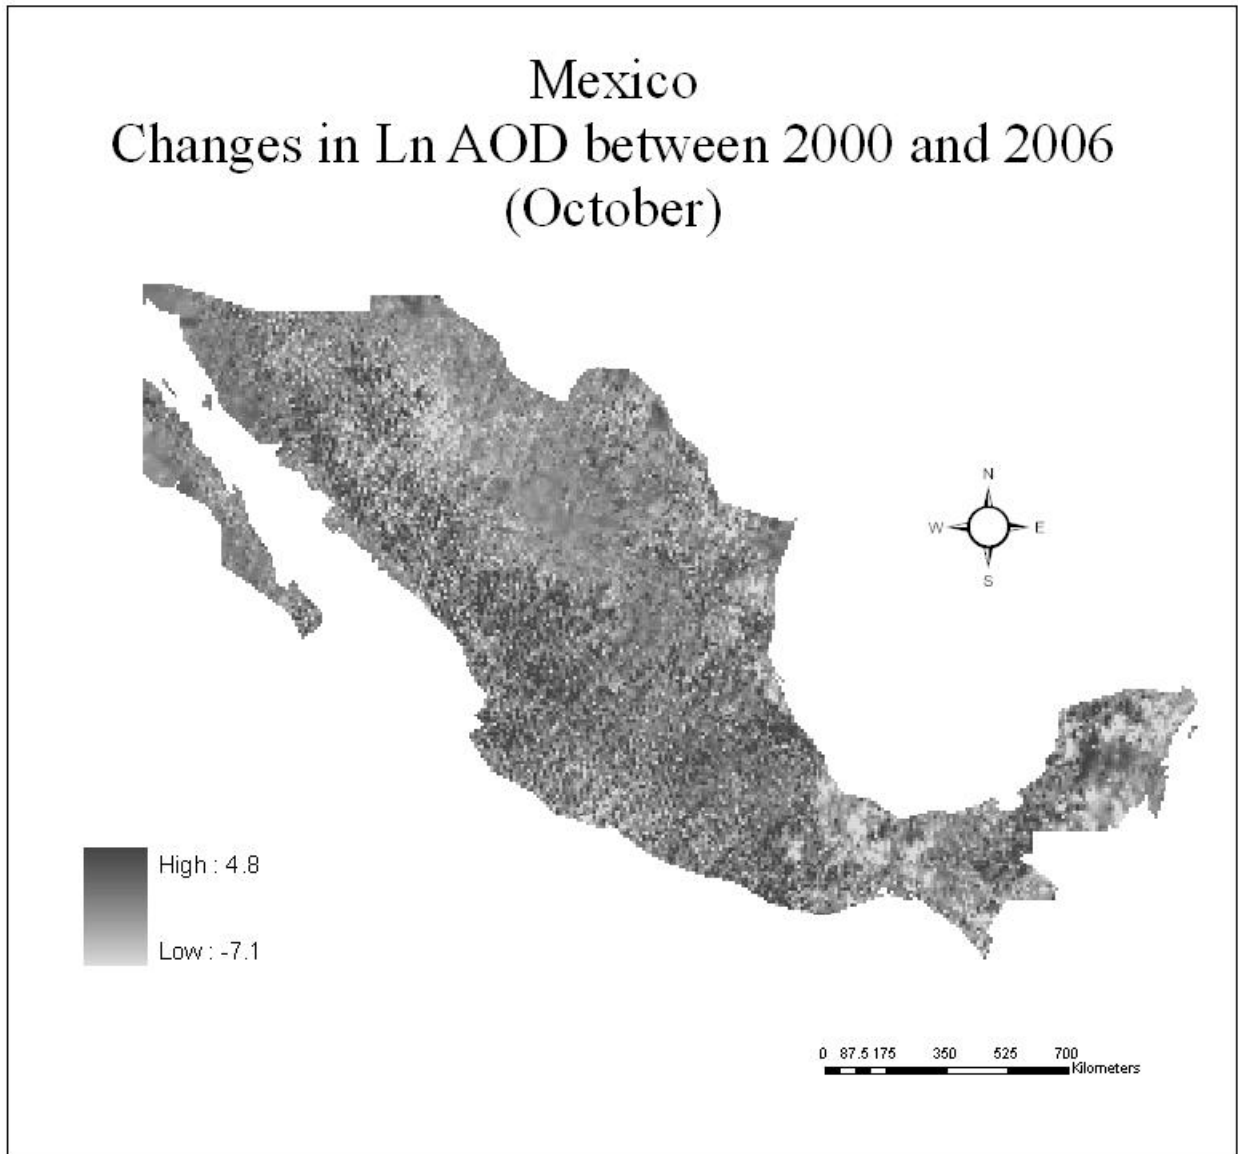 Mexico
Changes in Ln AOD between 2000 and 2006
(October)
N
W E
S
High : 4.8
Low : -7.1
0 87.5 175 350 525 700
Kilometers